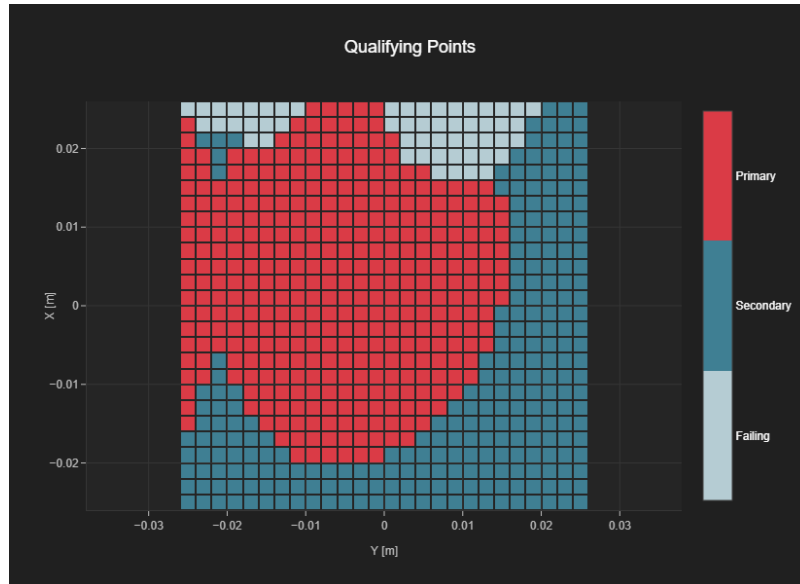 Qualifying Points
X [m]
0.02
0.01
0
−0.01
−0.02
−0.03
−0.02
−0.01
0
0.01
0.02
0.03
Y [m]
Primary
Secondary
Failing